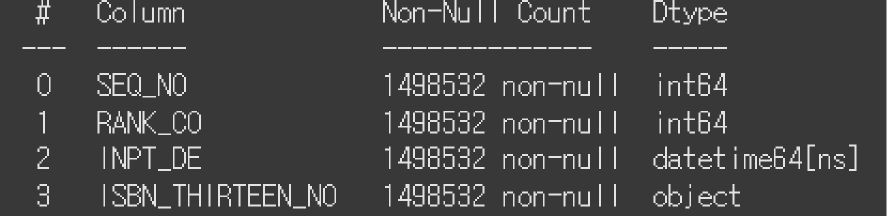 #   Column             Non-Null Count    Dtype
---  ------             --------------    -----
0   SEQ_NO             1498532 non-null  int64
1   RANK_CO            1498532 non-null  int64
2   INPT_DE            1498532 non-null  datetime64[ns]
3   ISBN_THIRTEEN_NO   1498532 non-null  object